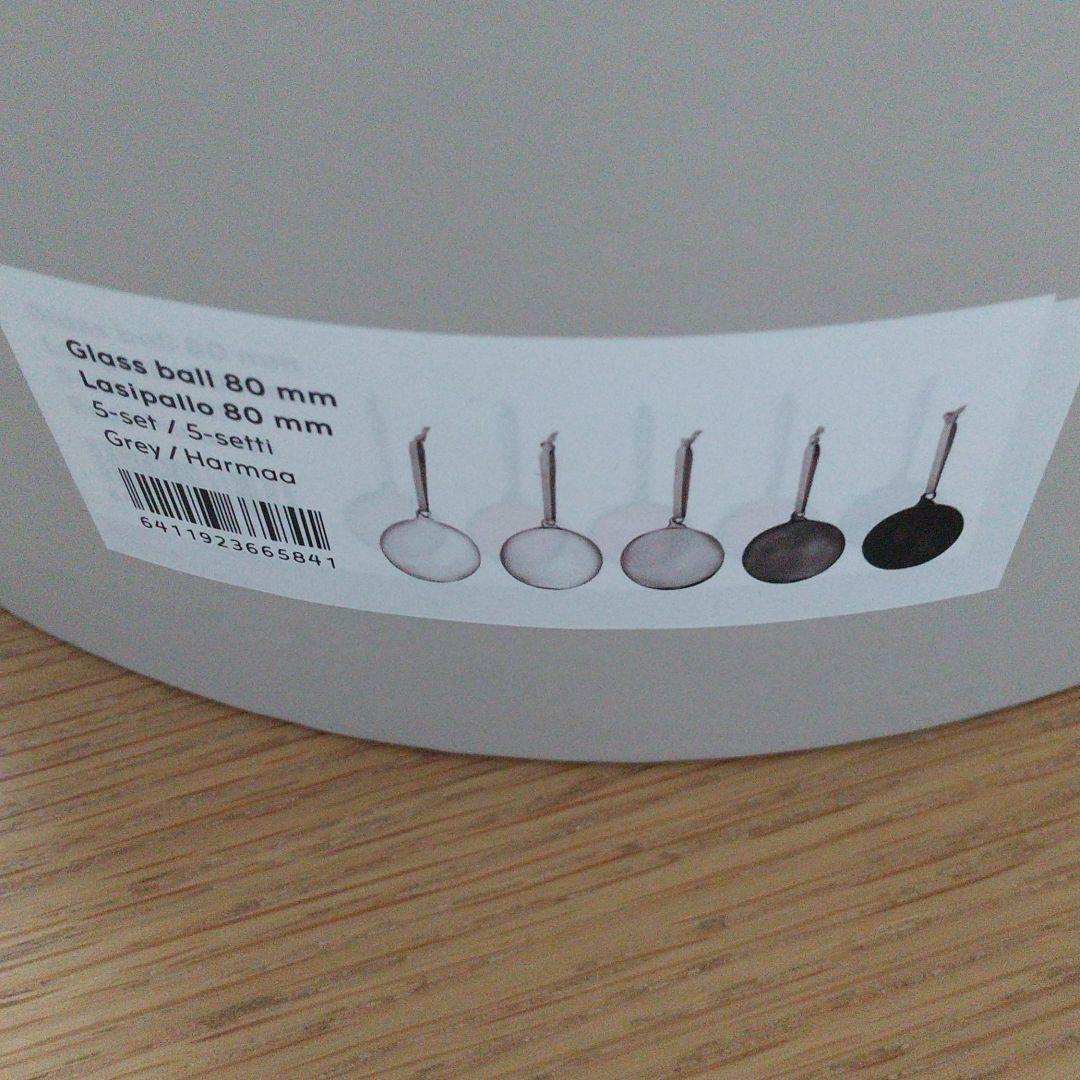 Glass ball 80 mm
Lasipallo 80 mm
5-set / 5-setti
Grey / Harmaa
6411923665841